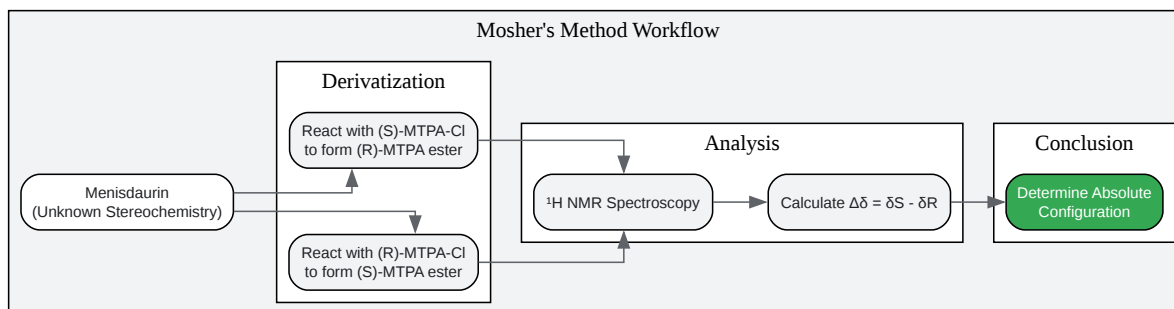 Mosher's Method Workflow
Derivatization
React with (S)-MTPA-Cl
to form (R)-MTPA ester
Menisdaurin
(Unknown Stereochemistry)
React with (R)-MTPA-Cl
to form (S)-MTPA ester
Analysis
¹H NMR Spectroscopy
Calculate Δδ = δS - δR
Conclusion
Determine Absolute
Configuration